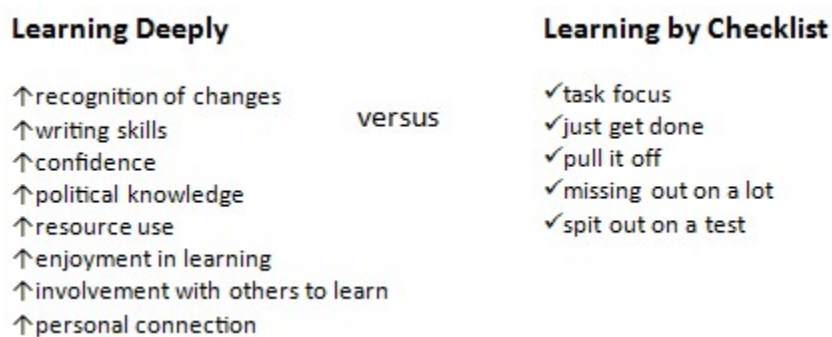 Learning Deeply
↑recognition of changes
↑writing skills
↑confidence
↑political knowledge
↑resource use
↑enjoyment in learning
↑involvement with others to learn
↑personal connection
versus
Learning by Checklist
✓task focus
✓just get done
✓pull it off
✓missing out on a lot
✓spit out on a test